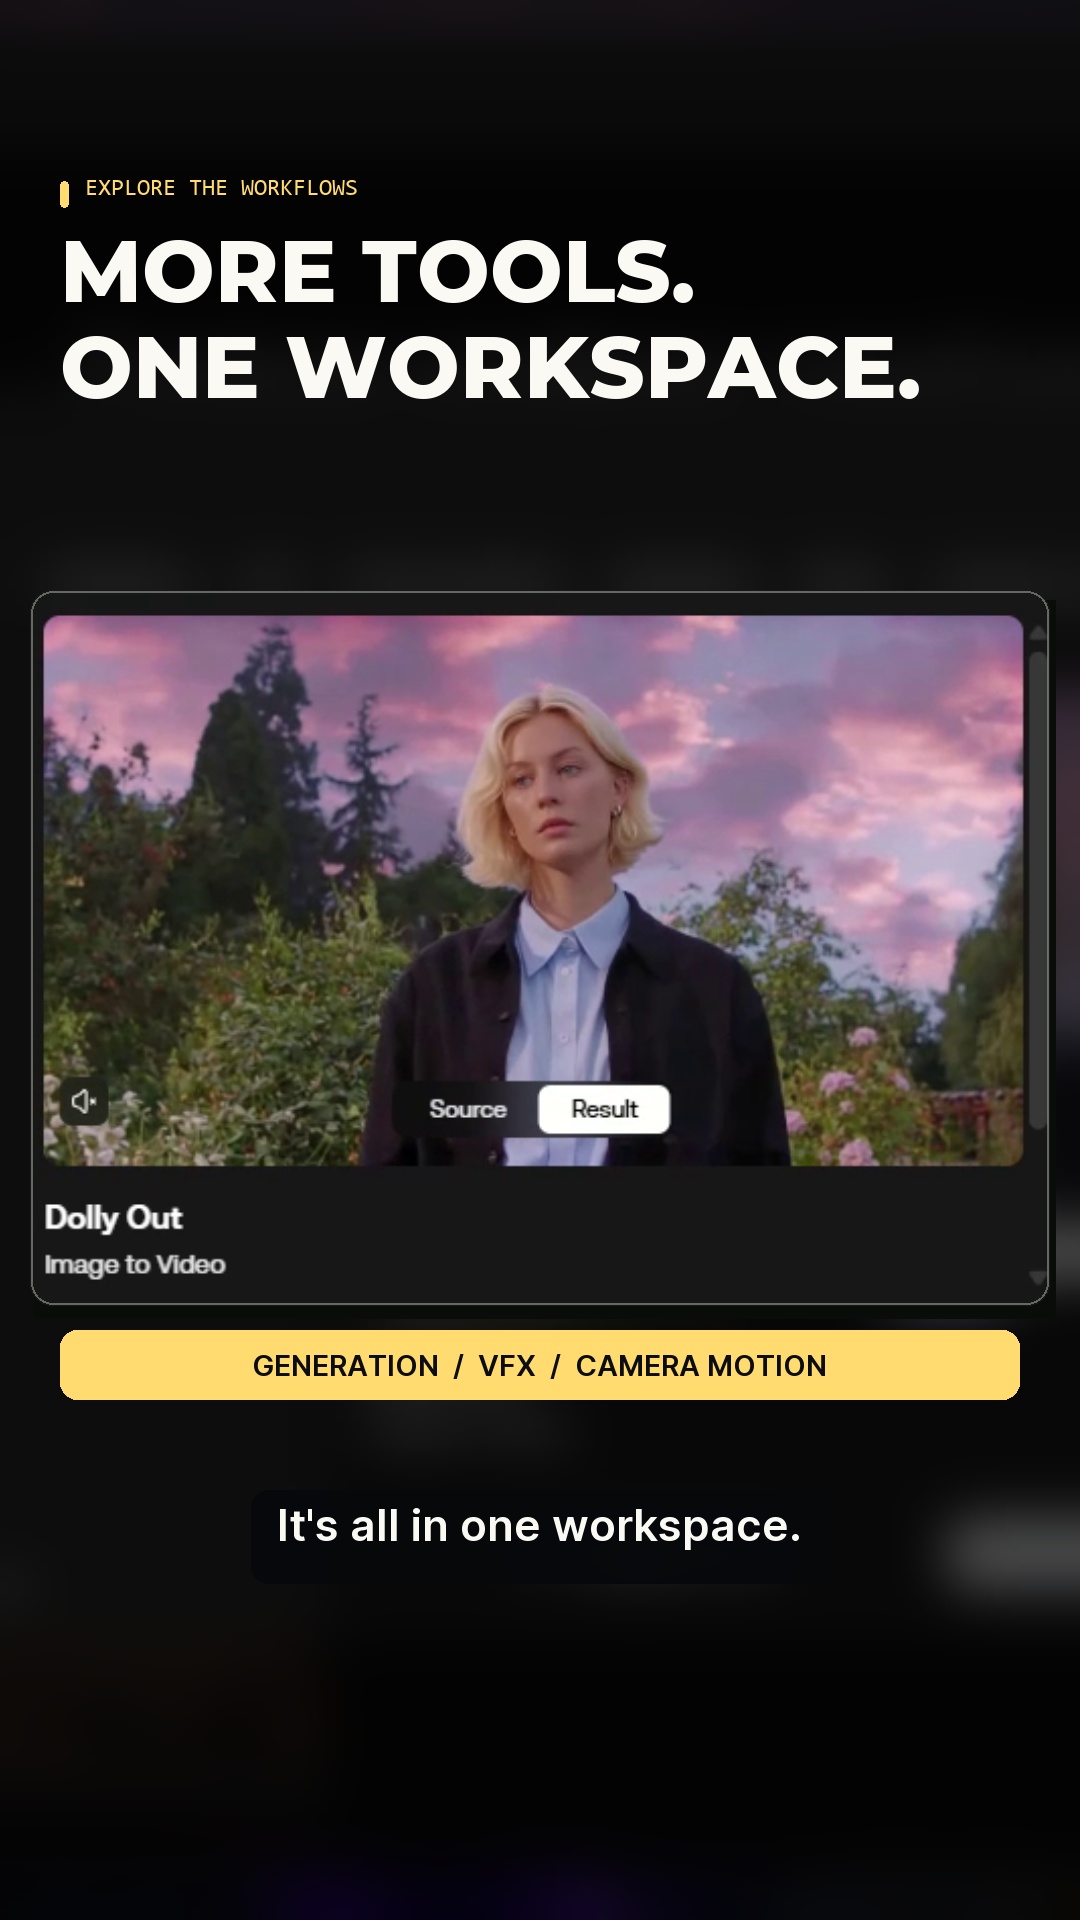 EXPLORE THE WORKFLOWS
MORE TOOLS.
ONE WORKSPACE.
Source Result
Dolly Out
Image to Video
GENERATION / VFX / CAMERA MOTION
It's all in one workspace.